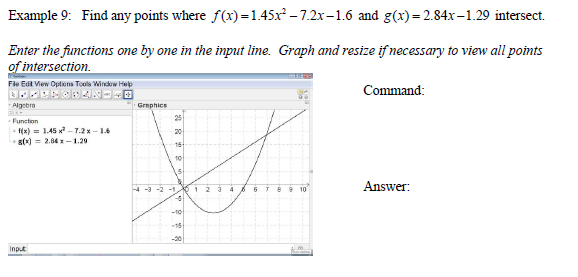 Example 9: Find any points where f(x)=1.45x² – 7.2x – 1.6 and g(x)= 2.84x –1.29 intersect.
Enter the functions one by one in the input line. Graph and resize if necessary to view all points
of intersection.
File Edit View Options Tools Window Help
Algebra
Graphics
Function
f(x) = 1.45 x² – 7.2 x – 1.6
g(x) = 2.84 x – 1.29
25
20
15
10
5
-4 -3 -2 -1 0 1 2 3 4 5 6 7 8 9 10
-5
-10
-15
-20
Input:
Command:
Answer: